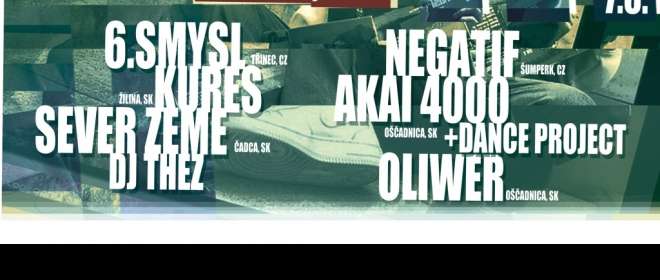 6.SMYSL TŘINEC, CZ
ŽILINA, SK KURES
SEVER ZEME ČADCA, SK
DJ THEZ
NEGATIF ŠUMPERK, CZ
AKAI 4000
OŠČADNICA, SK +DANCE PROJECT
OLIWER OŠČADNICA, SK